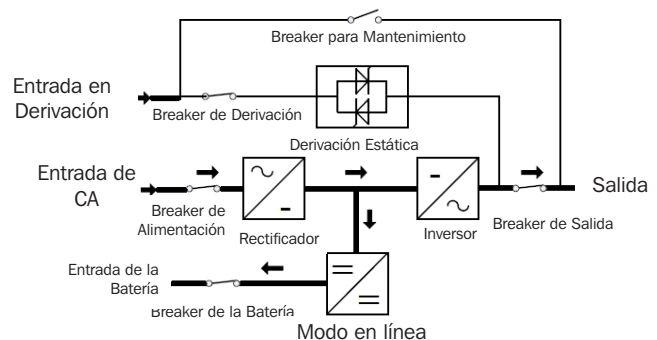 Breaker para Mantenimiento
Entrada en
Derivación
Breaker de Derivación
Derivación Estática
Entrada de
CA
Breaker de
Alimentación
Rectificador
Inversor
Breaker de Salida
Salida
Entrada de la
Batería
Breaker de la Batería
Modo en línea